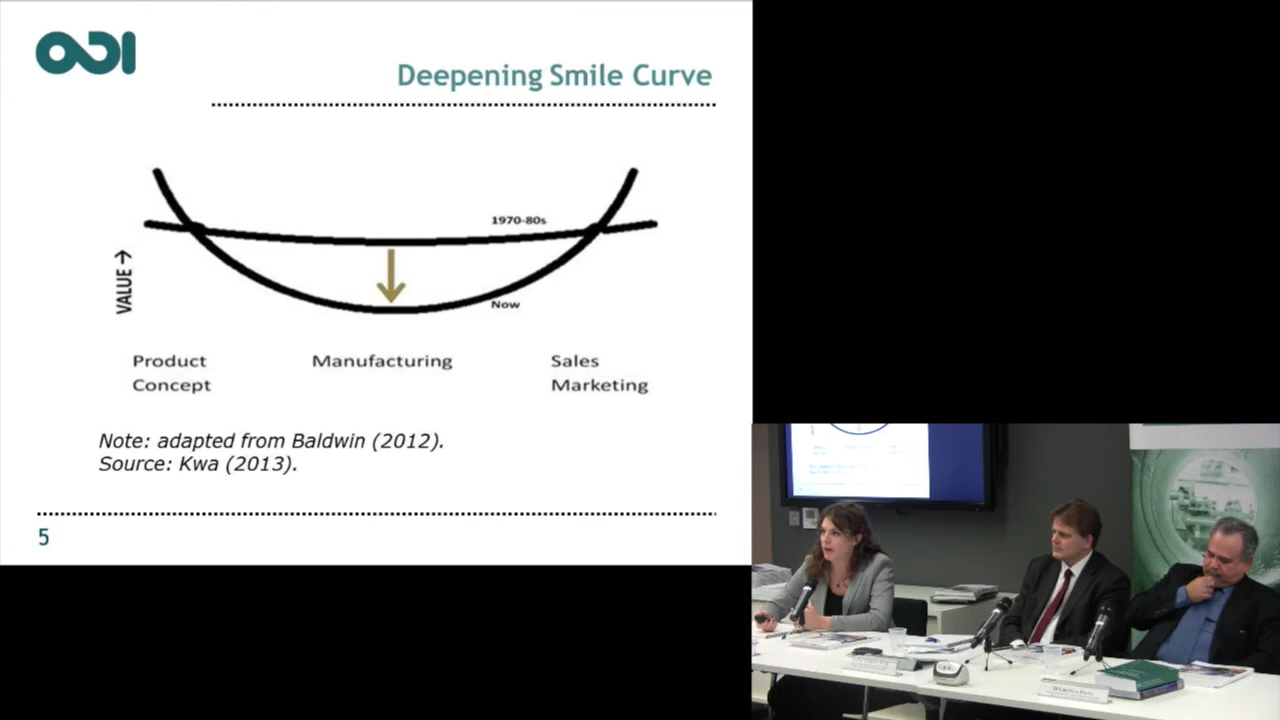 ODI
Deepening Smile Curve
1970-80s
VALUE →
Now
Product
Concept
Manufacturing
Sales
Marketing
Note: adapted from Baldwin (2012).
Source: Kwa (2013).
5